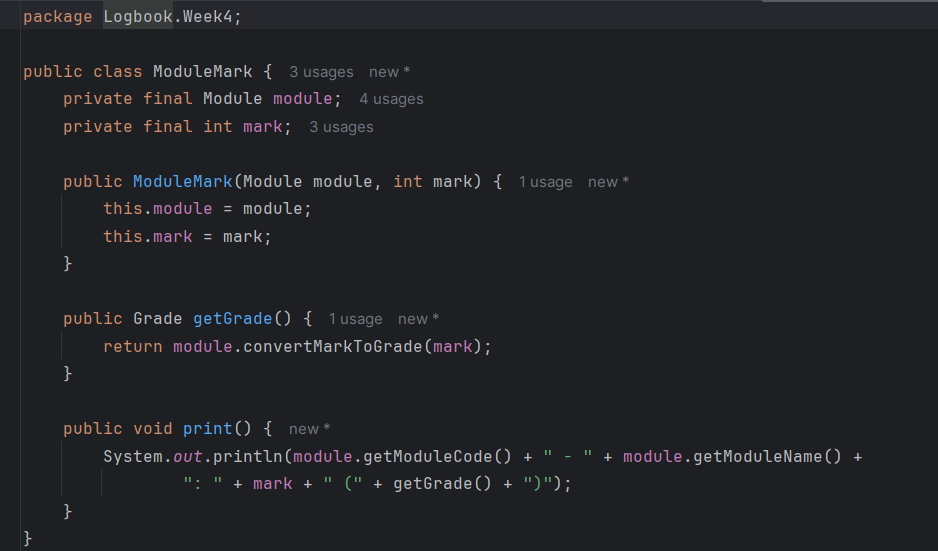 package Logbook.Week4;
public class ModuleMark {  3 usages  new *
    private final Module module;  4 usages
    private final int mark;  3 usages
    public ModuleMark(Module module, int mark) {  1 usage  new *
        this.module = module;
        this.mark = mark;
    }
    public Grade getGrade() {  1 usage  new *
        return module.convertMarkToGrade(mark);
    }
    public void print() {  new *
        System.out.println(module.getModuleCode() + " - " + module.getModuleName() +
                ": " + mark + " (" + getGrade() + ")");
    }
}